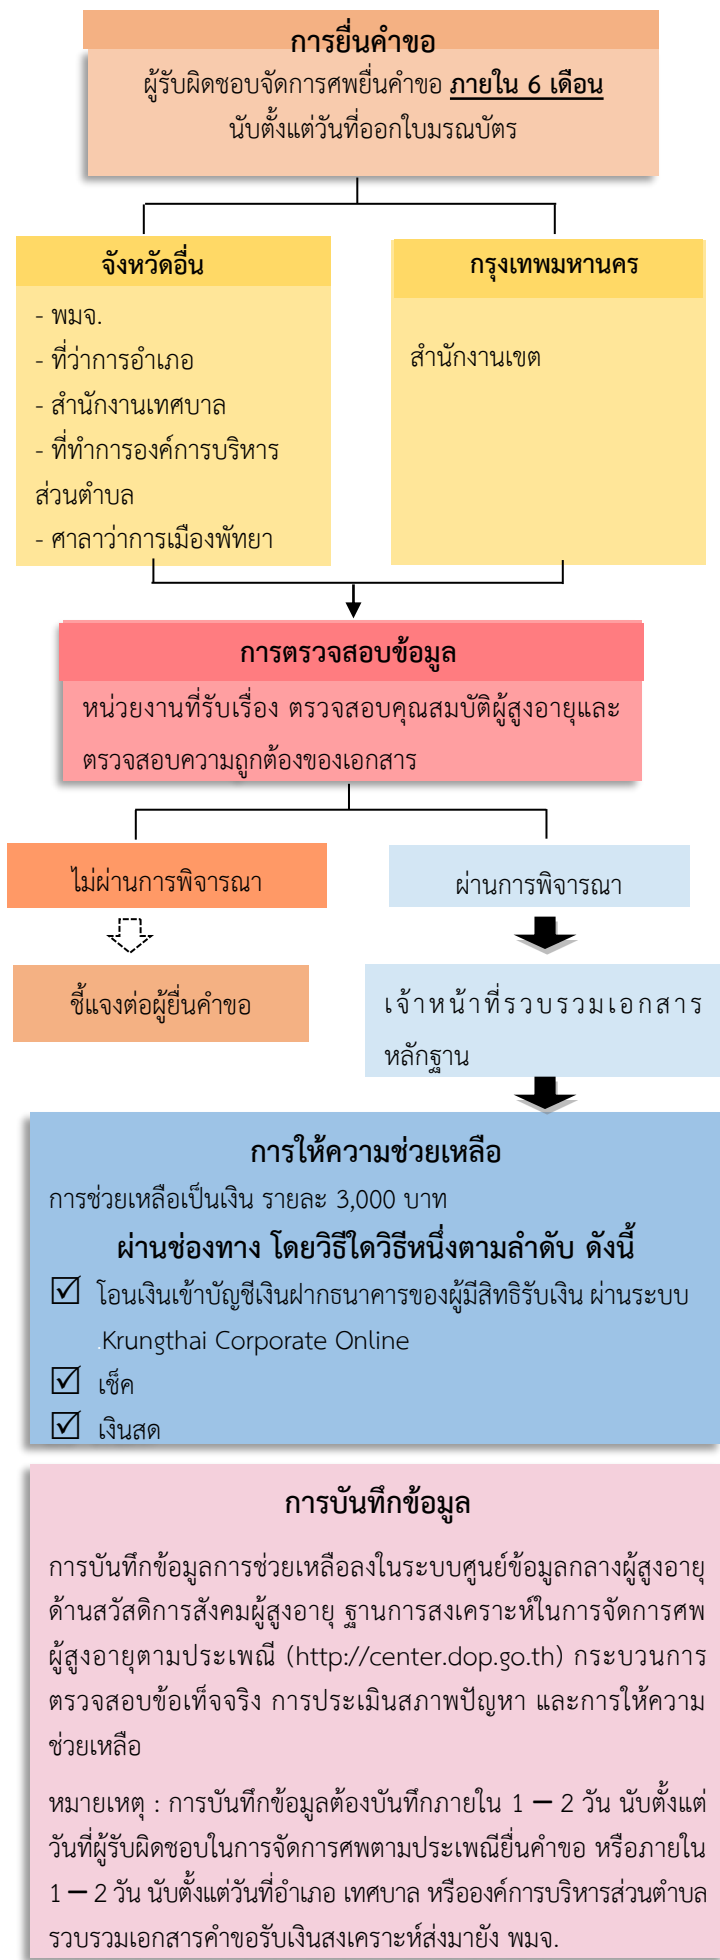 การยื่นคำขอ
ผู้รับผิดชอบจัดการศพยื่นคำขอ ภายใน 6 เดือน
นับตั้งแต่วันที่ออกใบมรณบัตร
จังหวัดอื่น
- พมจ.
- ที่ว่าการอำเภอ
- สำนักงานเทศบาล
- ที่ทำการองค์การบริหาร
ส่วนตำบล
- ศาลาว่าการเมืองพัทยา
กรุงเทพมหานคร
สำนักงานเขต
การตรวจสอบข้อมูล
หน่วยงานที่รับเรื่อง ตรวจสอบคุณสมบัติผู้สูงอายุและ
ตรวจสอบความถูกต้องของเอกสาร
ไม่ผ่านการพิจารณา
ชี้แจงต่อผู้ยื่นคำขอ
ผ่านการพิจารณา
เจ้าหน้าที่รวบรวมเอกสาร
หลักฐาน
การให้ความช่วยเหลือ
การช่วยเหลือเป็นเงิน รายละ 3,000 บาท
ผ่านช่องทาง โดยวิธีใดวิธีหนึ่งตามลำดับ ดังนี้
☑ โอนเงินเข้าบัญชีเงินฝากธนาคารของผู้มีสิทธิรับเงิน ผ่านระบบ
Krungthai Corporate Online
☑ เช็ค
☑ เงินสด
การบันทึกข้อมูล
การบันทึกข้อมูลการช่วยเหลือลงในระบบศูนย์ข้อมูลกลางผู้สูงอายุ
ด้านสวัสดิการสังคมผู้สูงอายุ ฐานการสงเคราะห์ในการจัดการศพ
ผู้สูงอายุตามประเพณี (http://center.dop.go.th) กระบวนการ
ตรวจสอบข้อเท็จจริง การประเมินสภาพปัญหา และการให้ความ
ช่วยเหลือ
หมายเหตุ : การบันทึกข้อมูลต้องบันทึกภายใน 1 – 2 วัน นับตั้งแต่
วันที่ผู้รับผิดชอบในการจัดการศพตามประเพณียื่นคำขอ หรือภายใน
1 – 2 วัน นับตั้งแต่วันที่อำเภอ เทศบาล หรือองค์การบริหารส่วนตำบล
รวบรวมเอกสารคำขอรับเงินสงเคราะห์ส่งมายัง พมจ.